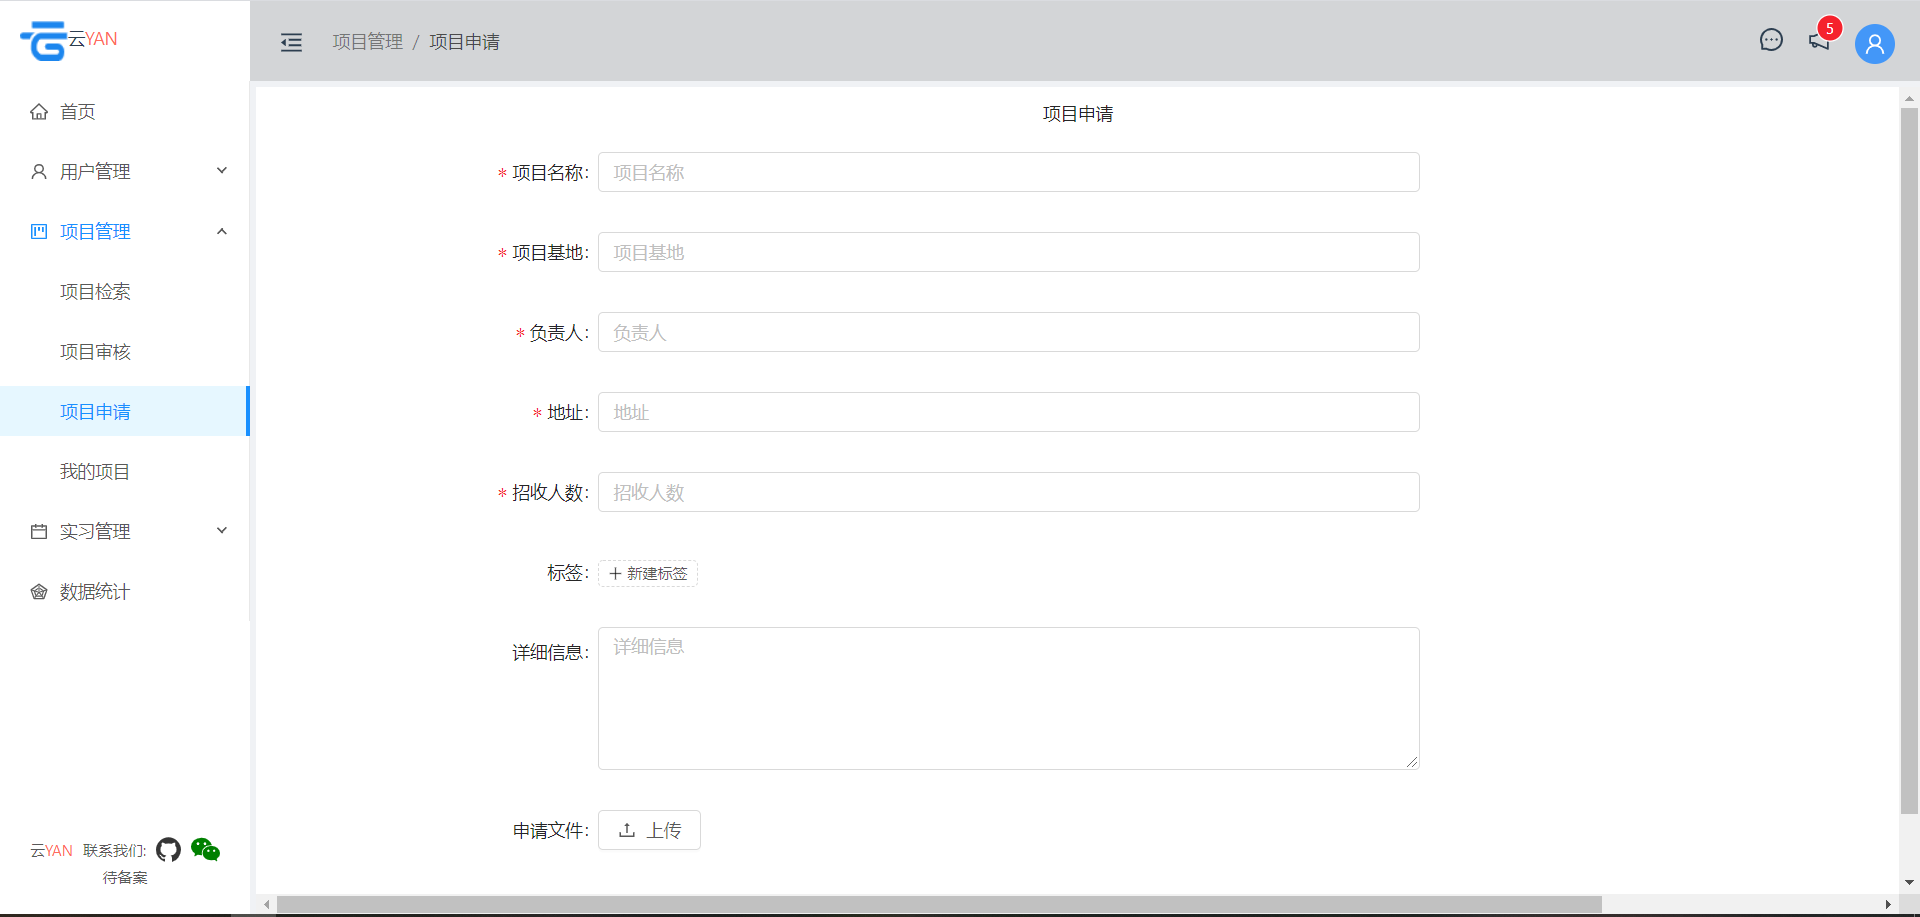 云YAN
首页
用户管理
项目管理
项目检索
项目审核
项目申请
我的项目
实习管理
数据统计
云YAN 联系我们:
待备案
项目管理 / 项目申请
5
项目申请
* 项目名称: 项目名称
* 项目基地: 项目基地
* 负责人: 负责人
* 地址: 地址
* 招收人数: 招收人数
标签: + 新建标签
详细信息: 详细信息
申请文件: 上传